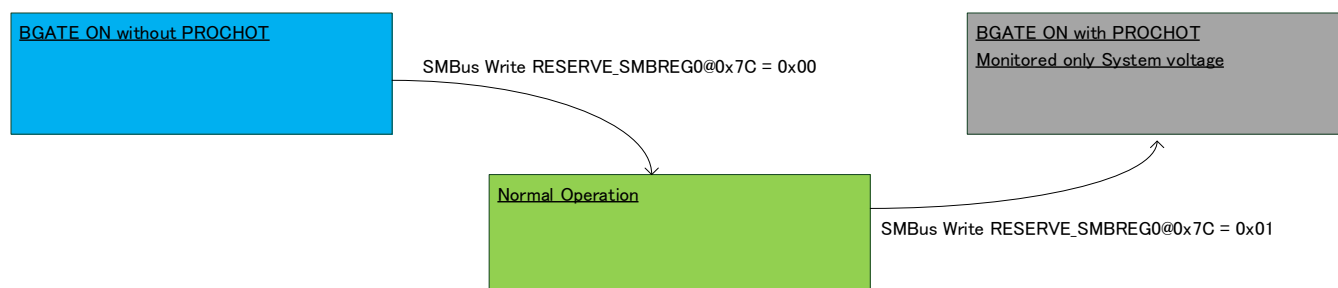 BGATE ON without PROCHOT
SMBus Write RESERVE_SMBREG0@0x7C = 0x00
BGATE ON with PROCHOT
Monitored only System voltage
Normal Operation
SMBus Write RESERVE_SMBREG0@0x7C = 0x01